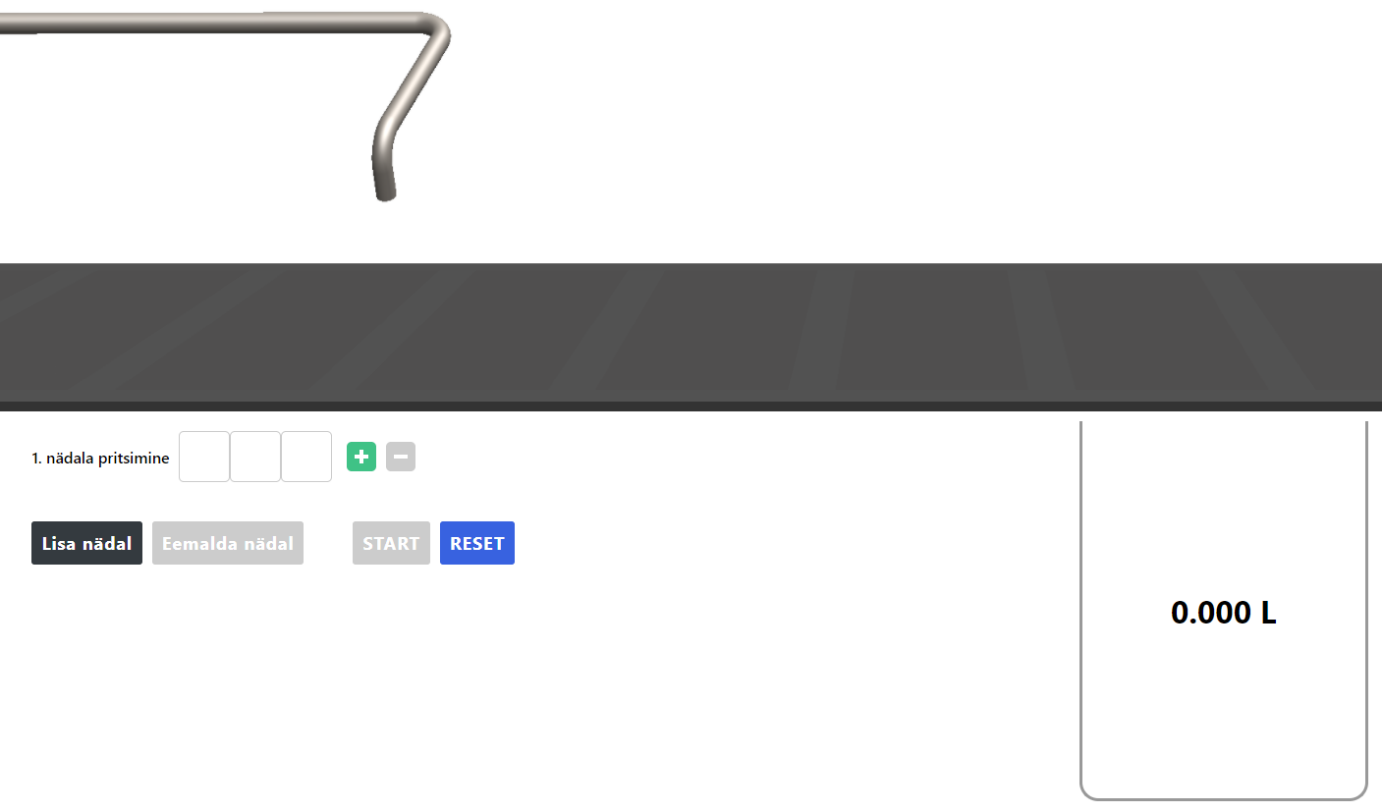 1. nädala pritsimine
Lisa nädal Eemalda nädal START RESET
0.000 L